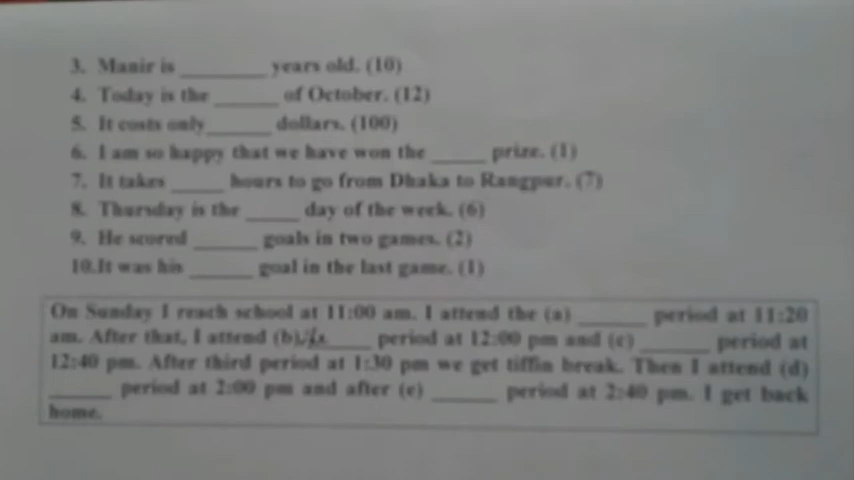 3. Manir is ________ years old. (10)
4. Today is the ______ of October. (12)
5. It costs only ______ dollars. (100)
6. I am so happy that we have won the _____ prize. (1)
7. It takes _____ hours to go from Dhaka to Rangpur. (7)
8. Thursday is the _____ day of the week. (6)
9. He scored ______ goals in two games. (2)
10.It was his ______ goal in the last game. (1)
On Sunday I reach school at 11:00 am. I attend the (a) ______ period at 11:20
am. After that, I attend (b) ______ period at 12:00 pm and (c) ______ period at
12:40 pm. After third period at 1:30 pm we get tiffin break. Then I attend (d)
______ period at 2:00 pm and after (e) ______ period at 2:40 pm. I get back
home.